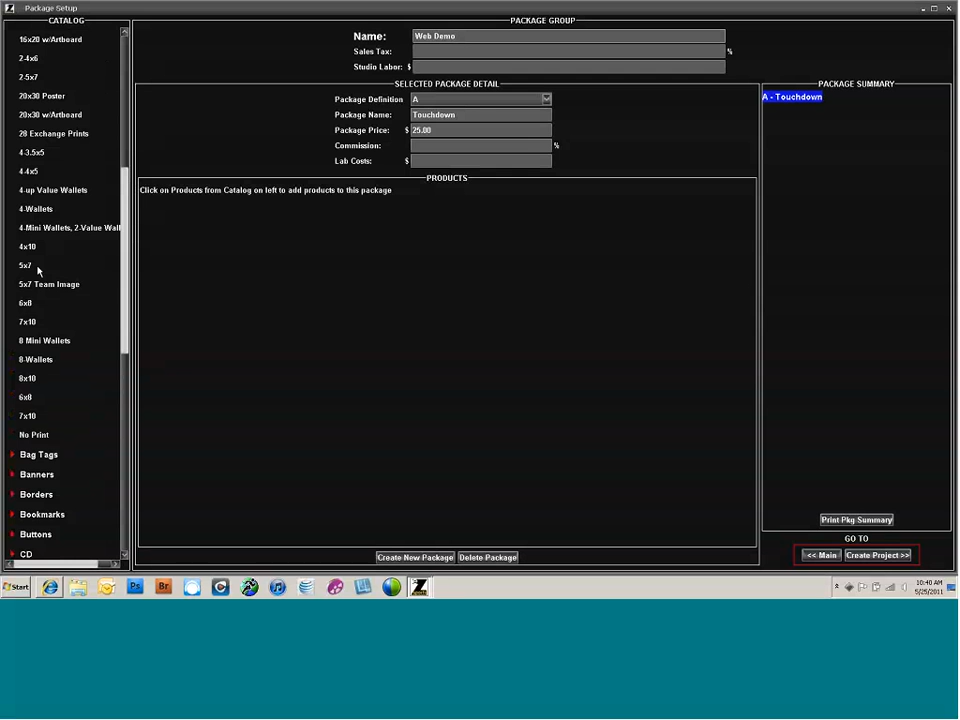 Package Setup
CATALOG
16x20 w/Artboard
2-4x6
2-5x7
20x30 Poster
20x30 w/Artboard
28 Exchange Prints
4-3.5x5
4-4x5
4-up Value Wallets
4-Wallets
4-Mini Wallets, 2-Value Wall
4x10
5x7
5x7 Team Image
6x8
7x10
8 Mini Wallets
8-Wallets
8x10
6x8
7x10
No Print
Bag Tags
Banners
Borders
Bookmarks
Buttons
CD
PACKAGE GROUP
Name: Web Demo
Sales Tax: %
Studio Labor: $
SELECTED PACKAGE DETAIL
Package Definition A
Package Name: Touchdown
Package Price: $ 25.00
Commission: %
Lab Costs: $
PRODUCTS
Click on Products from Catalog on left to add products to this package
Create New Package Delete Package
PACKAGE SUMMARY
A - Touchdown
Print Pkg Summary
GO TO
<< Main Create Project >>
Start
Ps
Br
10:40 AM
5/25/2011